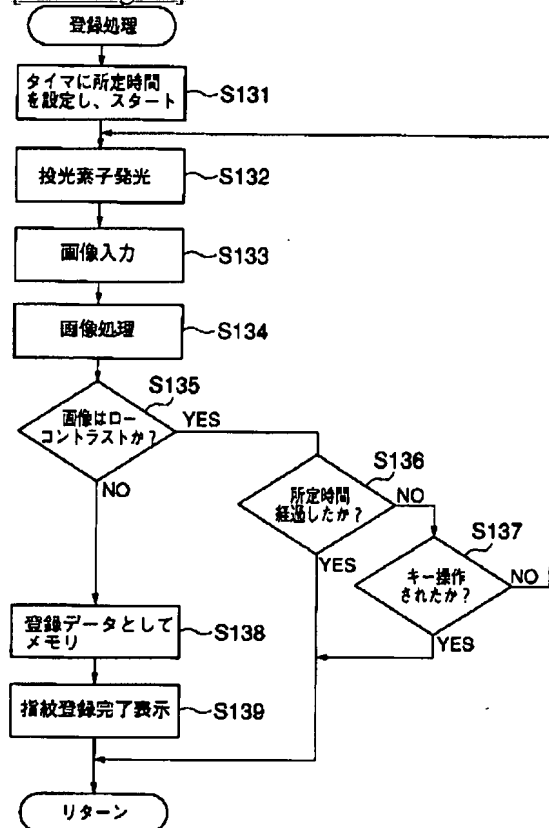 登録処理
タイマに所定時間
を設定し、スタート
S131
投光素子発光
S132
画像入力
S133
画像処理
S134
S135
画像はロー
コントラストか?
YES
NO
S136
所定時間
経過したか?
NO
YES
S137
キー操作
されたか?
NO
YES
登録データとして
メモリ
S138
指紋登録完了表示
S139
リターン